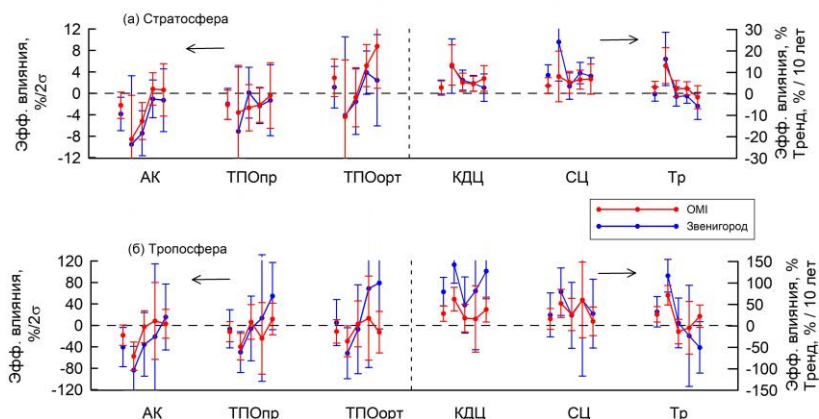 (а) Стратосфера
Эфф. влияния,
%/2σ
12
8
4
0
-4
-8
-12
30
20
10
0
-10
-20
-30
Эфф. влияния, %
Тренд, % / 10 лет
АК
ТПОпр
ТПОорт
КДЦ
СЦ
Тр
OMI
Звенигород
(б) Тропосфера
Эфф. влияния,
%/2σ
120
80
40
0
-40
-80
-120
150
100
50
0
-50
-100
-150
Эфф. влияния, %
Тренд, % / 10 лет
АК
ТПОпр
ТПОорт
КДЦ
СЦ
Тр